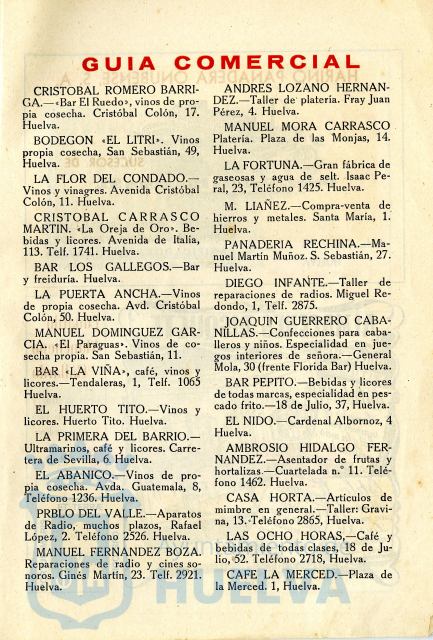 GUIA COMERCIAL
CRISTOBAL ROMERO BARRI-
GA.—«Bar El Ruedo», vinos de pro-
pia cosecha. Cristóbal Colón, 17.
Huelva.
BODEGON «EL LITRI». Vinos
propia cosecha, San Sebastián, 49,
Huelva.
LA FLOR DEL CONDADO.—
Vinos y vinagres. Avenida Cristóbal
Colón, 11. Huelva.
CRISTOBAL CARRASCO
MARTIN. «La Oreja de Oro». Be-
bidas y licores. Avenida de Italia,
113. Telf. 1741. Huelva.
BAR LOS GALLEGOS.—Bar
y freiduría. Huelva.
LA PUERTA ANCHA.—Vinos
de propia cosecha. Avd. Cristóbal
Colón, 50. Huelva.
MANUEL DOMINGUEZ GAR-
CIA. «El Paraguas». Vinos de co-
secha propia. San Sebastián, 11.
BAR «LA VIÑA», café, vinos y
licores.—Tendaleras, 1, Telf. 1065
Huelva.
EL HUERTO TITO.—Vinos y
licores. Huerto Tito. Huelva.
LA PRIMERA DEL BARRIO.—
Ultramarinos, café y licores. Carre-
tera de Sevilla, 6. Huelva.
EL ABANICO.—Vinos de pro-
pia cosecha. Avda. Guatemala, 8,
Teléfono 1236. Huelva.
PRBLO DEL VALLE.—Aparatos
de Radio, muchos plazos, Rafael
López, 2. Teléfono 2526. Huelva.
MANUEL FERNANDEZ BOZA.
Reparaciones de radio y cines so-
noros. Ginés Martín, 23. Telf. 2921.
Huelva.
ANDRES LOZANO HERNAN-
DEZ.—Taller de platería. Fray Juan
Pérez, 4. Huelva.
MANUEL MORA CARRASCO
Platería. Plaza de las Monjas, 14.
Huelva.
LA FORTUNA.—Gran fábrica de
gaseosas y agua de selt. Isaac Pe-
ral, 23, Teléfono 1425. Huelva.
M. LIAÑEZ.—Compra-venta de
hierros y metales. Santa María, 1.
Huelva.
PANADERIA RECHINA.—Ma-
nuel Martín Muñoz. S. Sebastián, 27.
Huelva.
DIEGO INFANTE.—Taller de
reparaciones de radios. Miguel Re-
dondo, 1, Telf. 2875.
JOAQUIN GUERRERO CABA-
NILLAS.—Confecciones para caba-
lleros y niños. Especialidad en jue-
gos interiores de señora.—General
Mola, 30 (frente Florida Bar) Huelva.
BAR PEPITO.—Bebidas y licores
de todas marcas, especialidad en pes-
cado frito.—18 de Julio, 37, Huelva.
EL NIDO.—Cardenal Albornoz, 4
Huelva.
AMBROSIO HIDALGO FER-
NANDEZ.—Asentador de frutas y
hortalizas.—Cuartelada n.° 11. Telé-
fono 1462. Huelva.
CASA HORTA.—Artículos de
mimbre en general.—Taller: Gravi-
na, 13. Teléfono 2865, Huelva.
LAS OCHO HORAS,—Café y
bebidas de todas clases, 18 de Ju-
lio, 52. Teléfono 2718, Huelva.
CAFE LA MERCED.—Plaza de
la Merced. 1, Huelva.
HUELVA